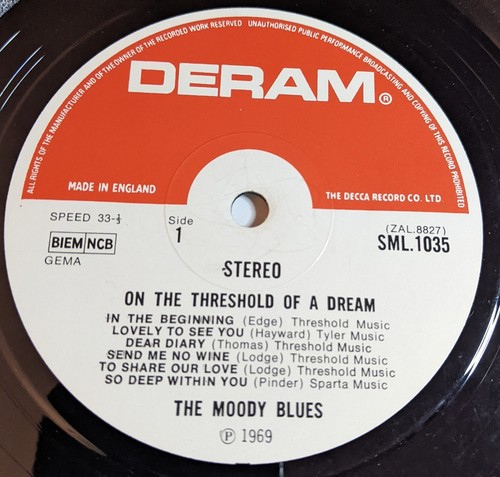 ALL RIGHTS OF THE MANUFACTURER AND OF THE OWNER OF THE RECORDED WORK RESERVED UNAUTHORISED PUBLIC PERFORMANCE BROADCASTING AND COPYING OF THIS RECORD PROHIBITED
DERAM®
MADE IN ENGLAND
THE DECCA RECORD CO. LTD
SPEED 33-⅓
Side
1
(ZAL.8827)
SML.1035
BIEM NCB
GEMA
STEREO
ON THE THRESHOLD OF A DREAM
IN THE BEGINNING (Edge) Threshold Music
LOVELY TO SEE YOU (Hayward) Tyler Music
DEAR DIARY (Thomas) Threshold Music
SEND ME NO WINE (Lodge) Threshold Music
TO SHARE OUR LOVE (Lodge) Threshold Music
SO DEEP WITHIN YOU (Pinder) Sparta Music
THE MOODY BLUES
℗ 1969